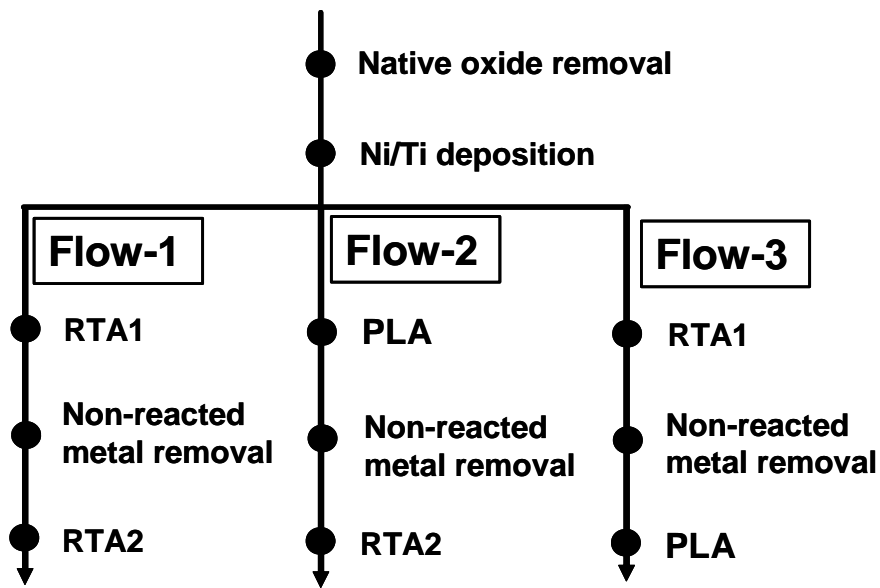 Native oxide removal
Ni/Ti deposition
Flow-1
RTA1
Non-reacted
metal removal
RTA2
Flow-2
PLA
Non-reacted
metal removal
RTA2
Flow-3
RTA1
Non-reacted
metal removal
PLA